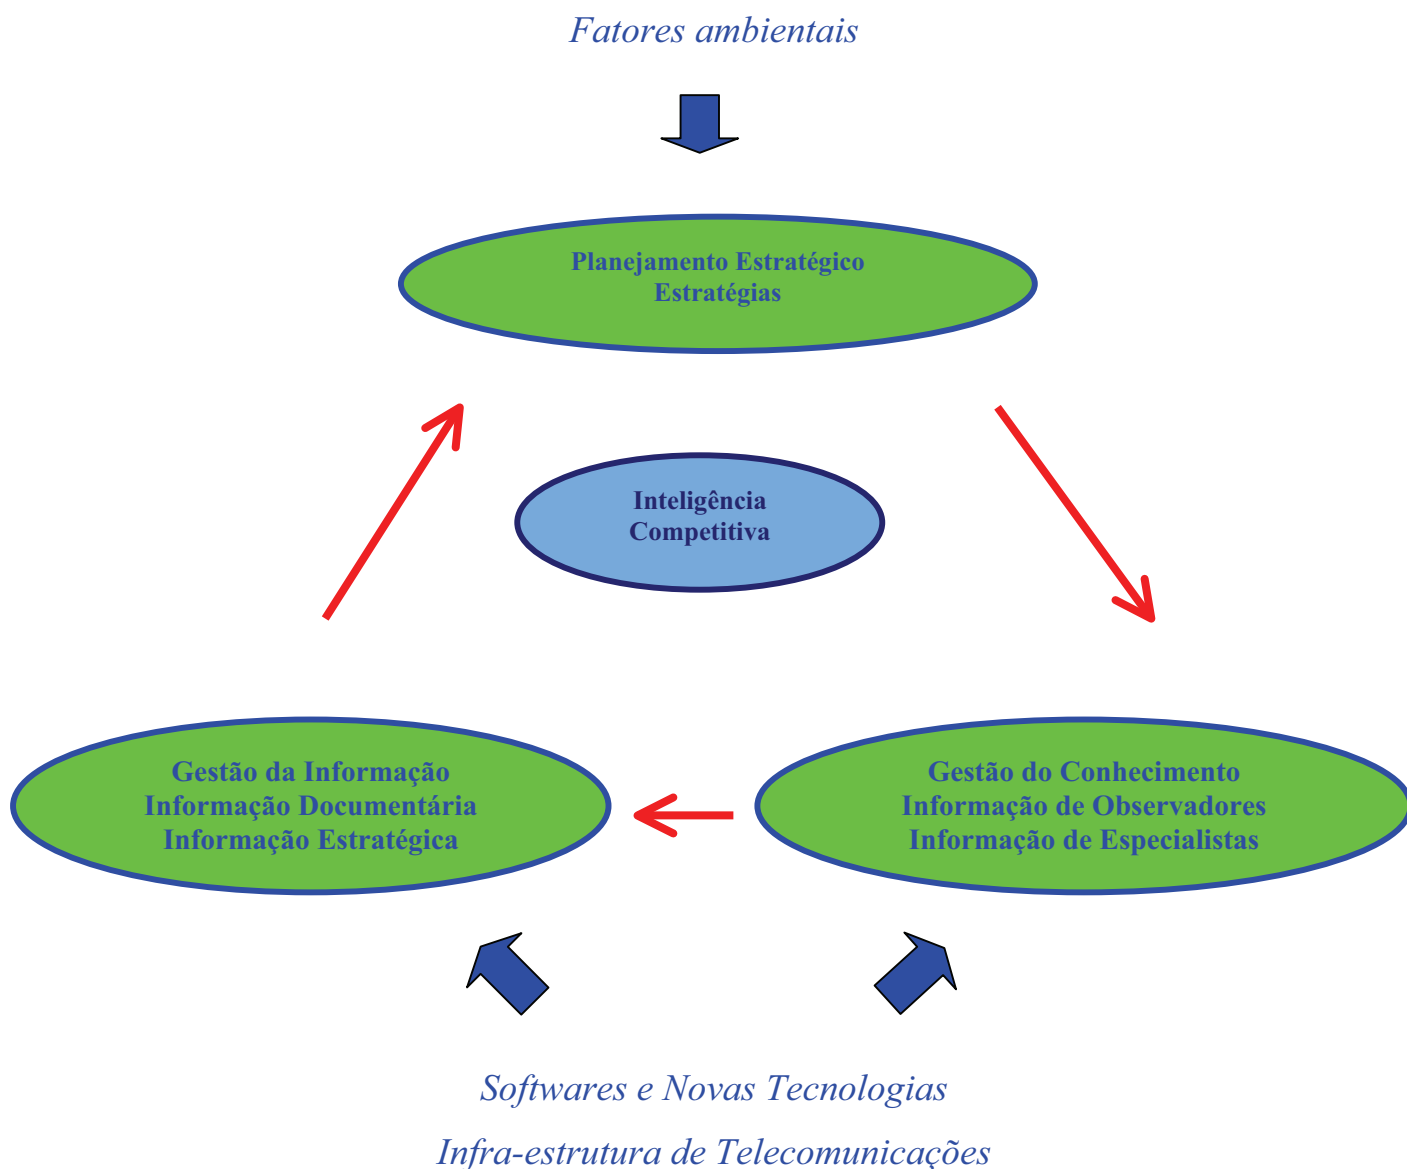 Fatores ambientais
Planejamento Estratégico
Estratégias
Inteligência
Competitiva
Gestão da Informação
Informação Documentária
Informação Estratégica
Gestão do Conhecimento
Informação de Observadores
Informação de Especialistas
Softwares e Novas Tecnologias
Infra-estrutura de Telecomunicações